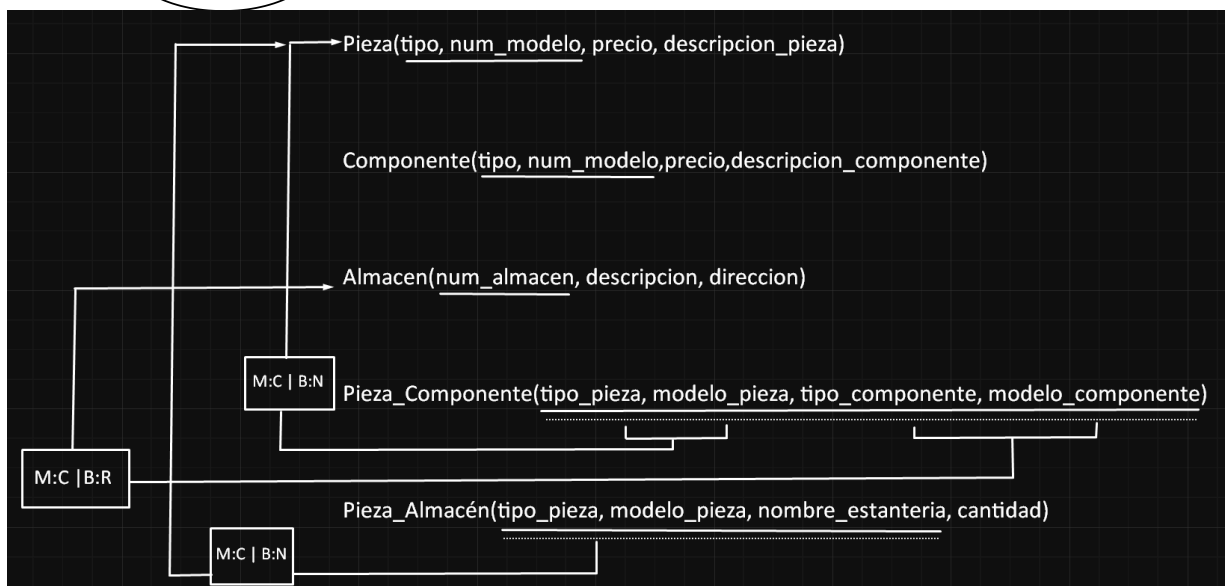 Pieza(tipo, num_modelo, precio, descripcion_pieza)
Componente(tipo, num_modelo,precio,descripcion_componente)
Almacen(num_almacen, descripcion, direccion)
M:C | B:N
Pieza_Componente(tipo_pieza, modelo_pieza, tipo_componente, modelo_componente)
M:C |B:R
Pieza_Almacén(tipo_pieza, modelo_pieza, nombre_estanteria, cantidad)
M:C | B:N